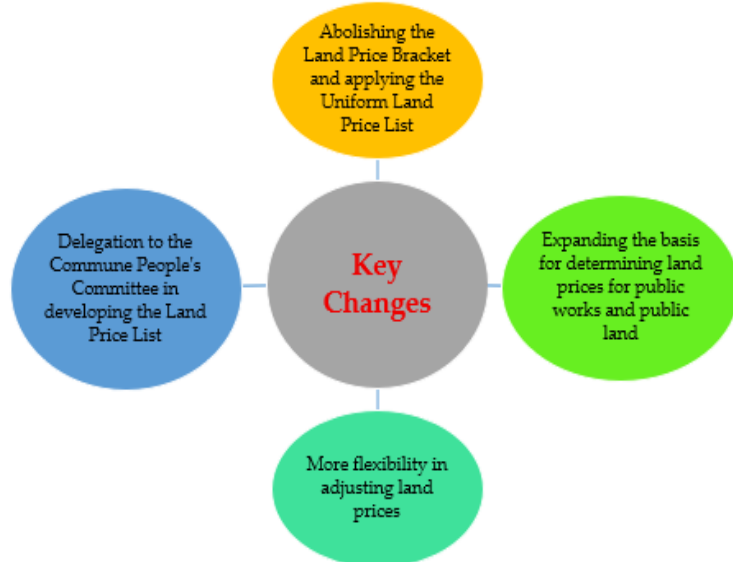 Abolishing the
Land Price Bracket
and applying the
Uniform Land
Price List
Delegation to the
Commune People's
Committee in
developing the Land
Price List
Key
Changes
Expanding the basis
for determining land
prices for public
works and public
land
More flexibility in
adjusting land
prices